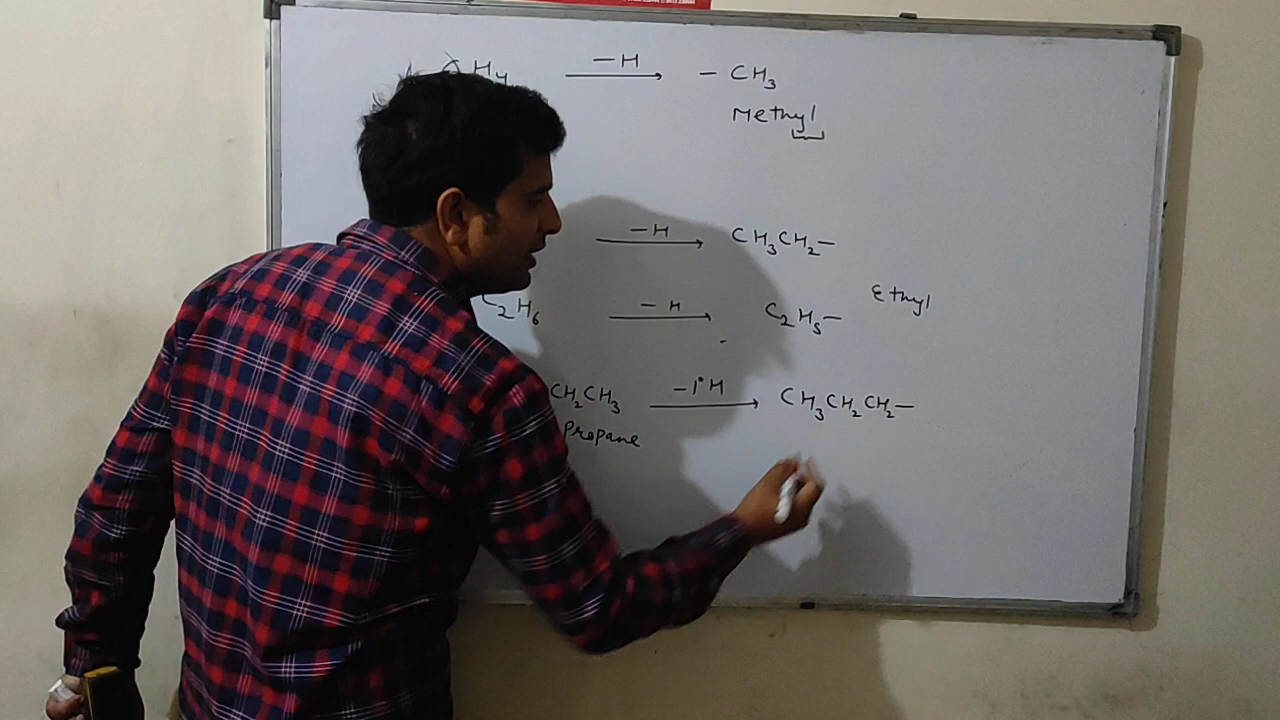 CH₄ —H→ – CH₃
Methyl
—H→ CH₃CH₂–
C₂H₆ —H→ C₂H₅–
Ethyl
CH₂CH₃ –1°H→ CH₃CH₂CH₂–
Propane